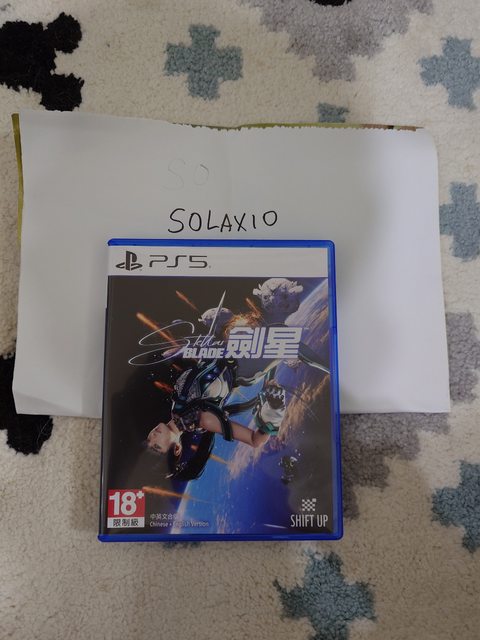 SO
SOLAXIO
PS5
Stellar
BLADE 劍星
18+
限制級
中英文合版
Chinese + English Version
SHIFT UP